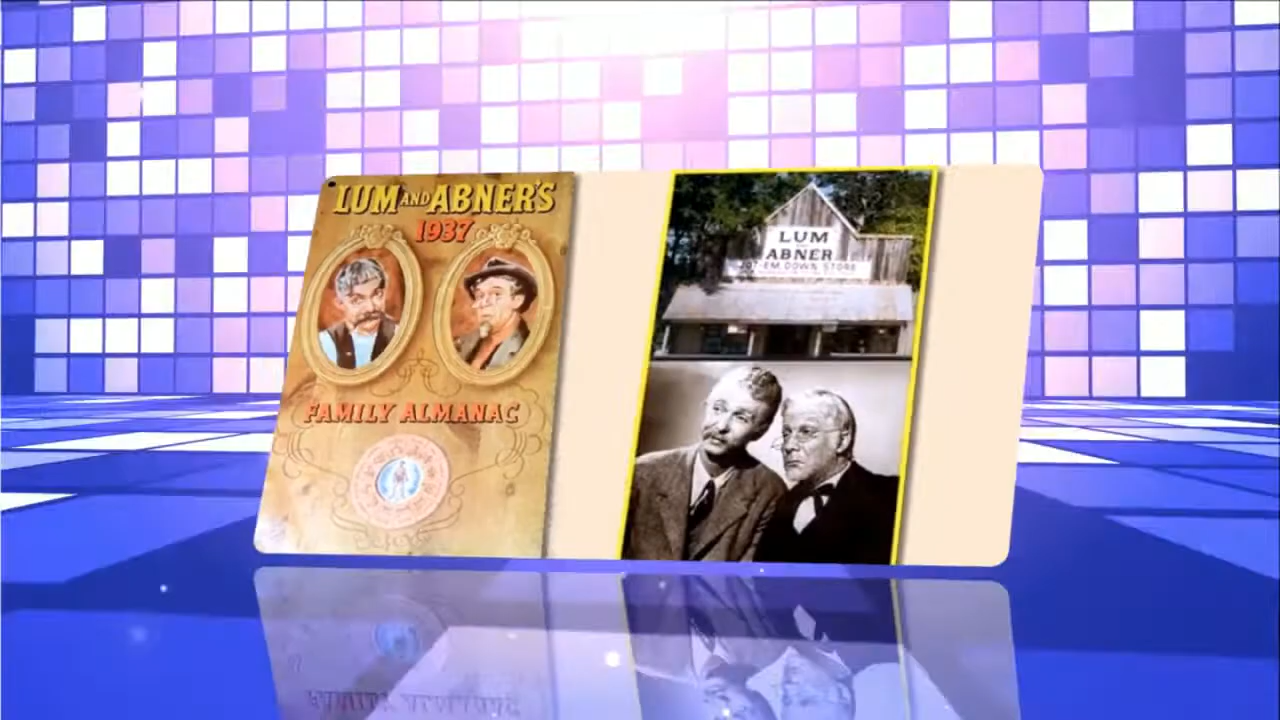 LUM AND ABNER'S
1937
FAMILY ALMANAC
LUM
ABNER
JOT 'EM DOWN STORE